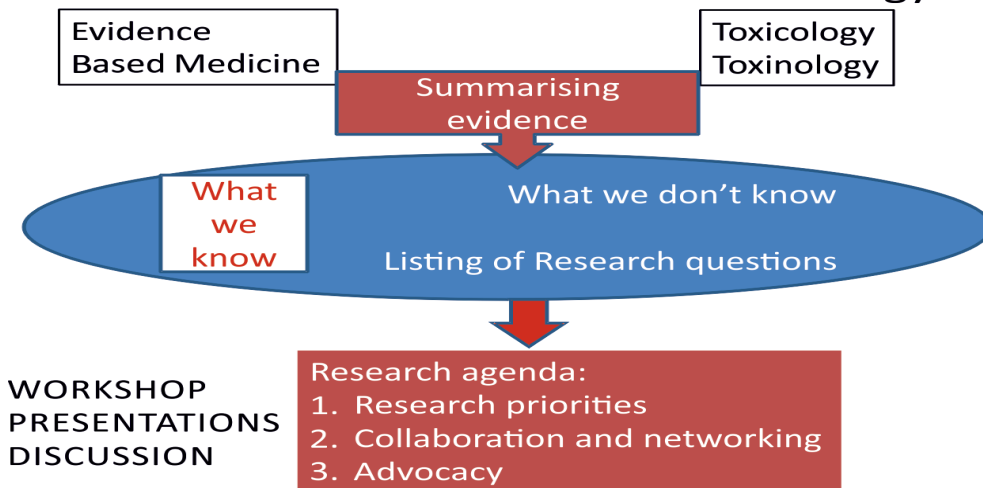 Evidence
Based Medicine
Toxicology
Toxinology
Summarising
evidence
What
we
know
What we don't know
Listing of Research questions
WORKSHOP
PRESENTATIONS
DISCUSSION
Research agenda:
1. Research priorities
2. Collaboration and networking
3. Advocacy